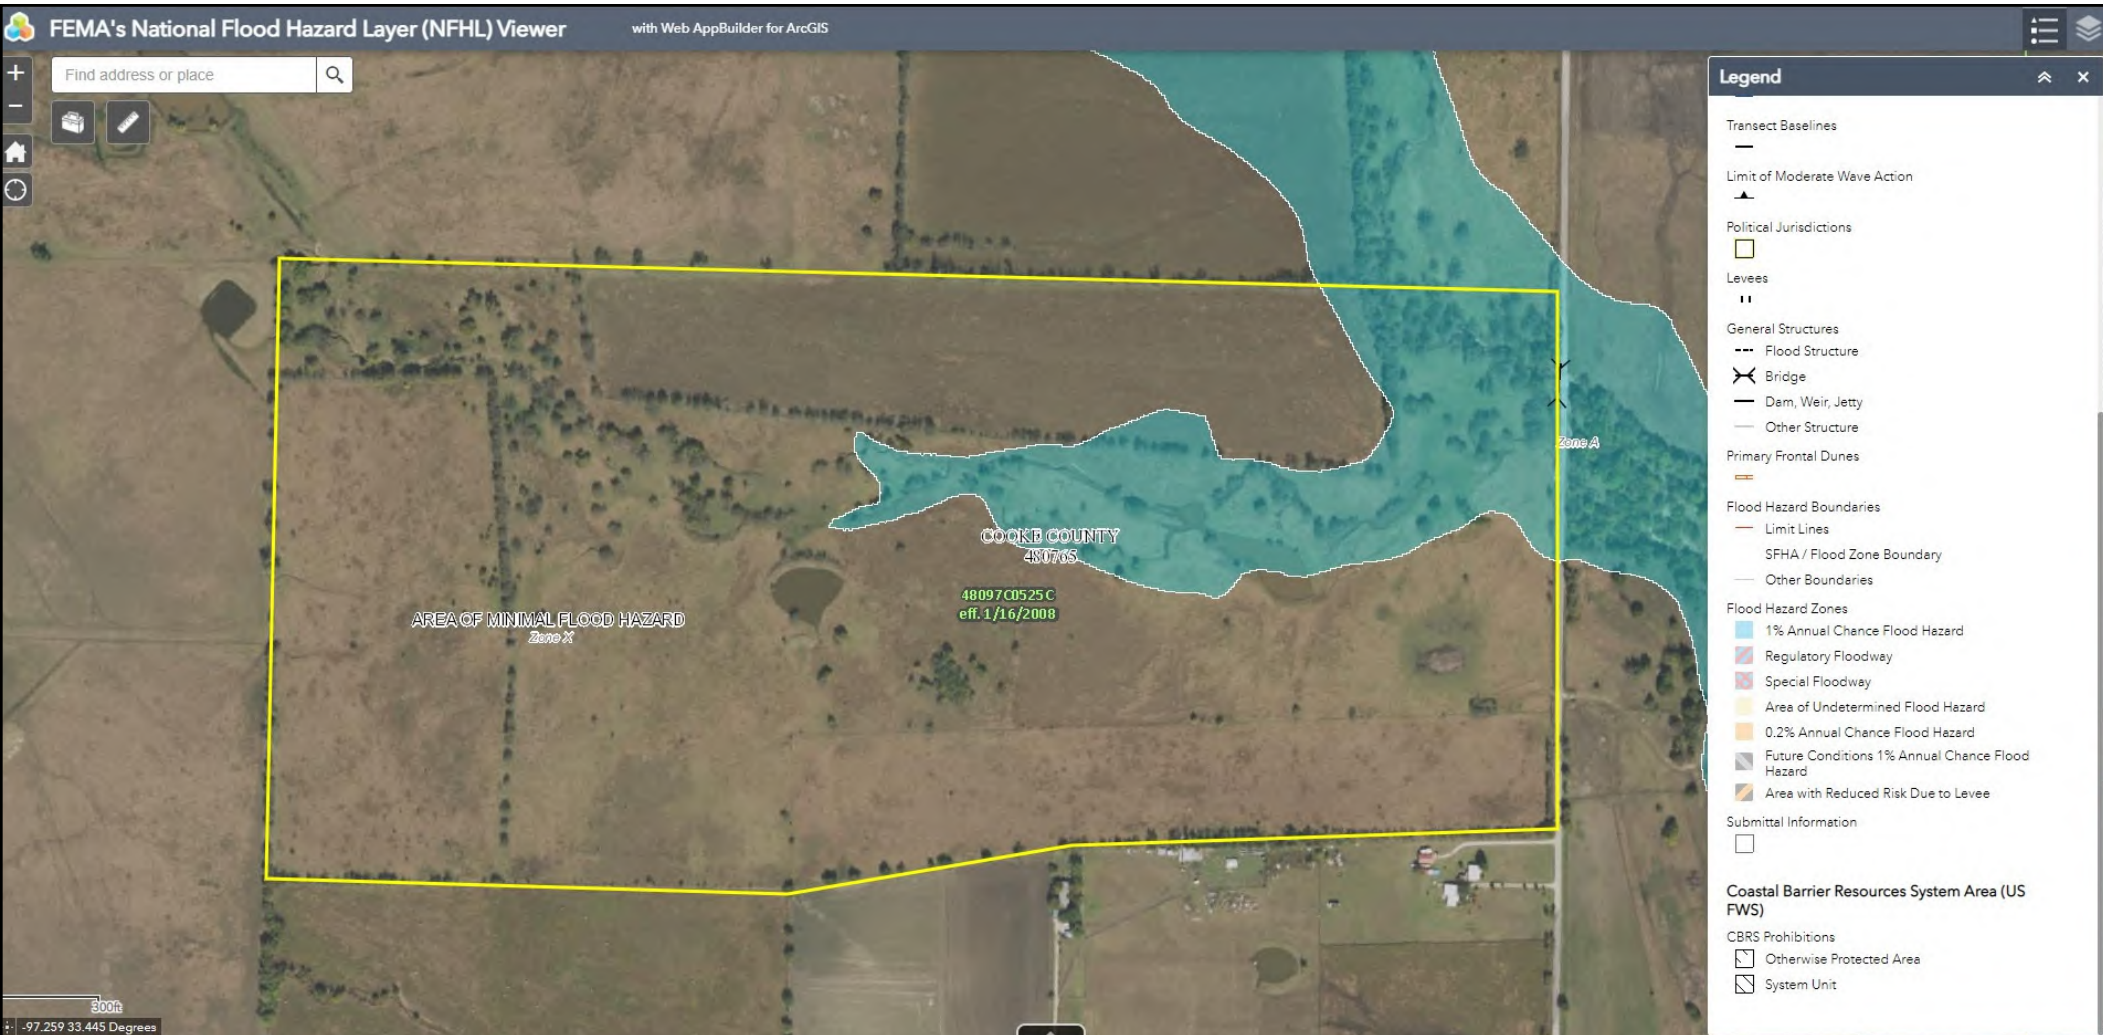 FEMA's National Flood Hazard Layer (NFHL) Viewer
with Web AppBuilder for ArcGIS
+
Find address or place
−
Legend
Transect Baselines
Limit of Moderate Wave Action
Political Jurisdictions
Levees
General Structures
Flood Structure
Bridge
Dam, Weir, Jetty
Other Structure
Primary Frontal Dunes
Flood Hazard Boundaries
Limit Lines
SFHA / Flood Zone Boundary
Other Boundaries
Flood Hazard Zones
1% Annual Chance Flood Hazard
Regulatory Floodway
Special Floodway
Area of Undetermined Flood Hazard
0.2% Annual Chance Flood Hazard
Future Conditions 1% Annual Chance Flood
Hazard
Area with Reduced Risk Due to Levee
Submittal Information
Coastal Barrier Resources System Area (US
FWS)
CBRS Prohibitions
Otherwise Protected Area
System Unit
Zone A
COOKE COUNTY
480765
48097C0525C
eff. 1/16/2008
AREA OF MINIMAL FLOOD HAZARD
Zone X
300ft
-97.259 33.445 Degrees